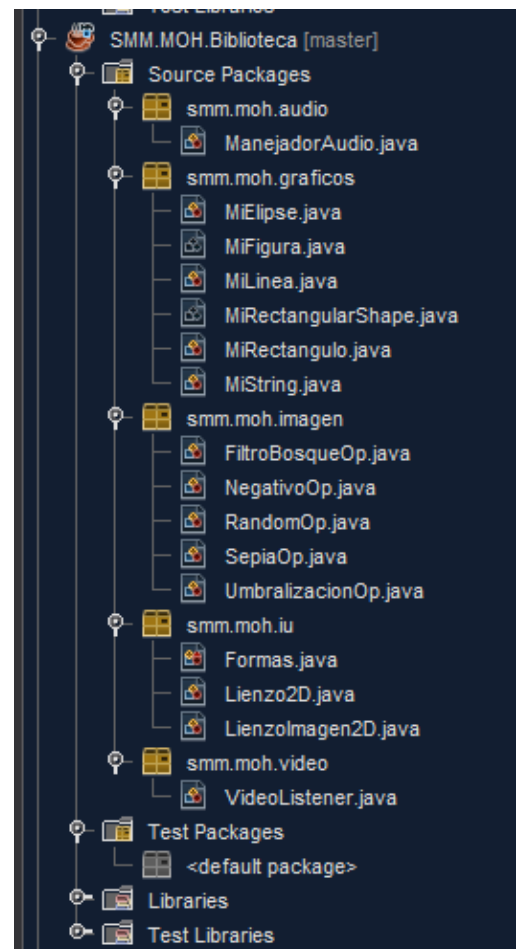 Test Libraries
SMM.MOH.Biblioteca [master]
Source Packages
smm.moh.audio
ManejadorAudio.java
smm.moh.graficos
MiElipse.java
MiFigura.java
MiLinea.java
MiRectangularShape.java
MiRectangulo.java
MiString.java
smm.moh.imagen
FiltroBosqueOp.java
NegativoOp.java
RandomOp.java
SepiaOp.java
UmbralizacionOp.java
smm.moh.iu
Formas.java
Lienzo2D.java
LienzoImagen2D.java
smm.moh.video
VideoListener.java
Test Packages
<default package>
Libraries
Test Libraries